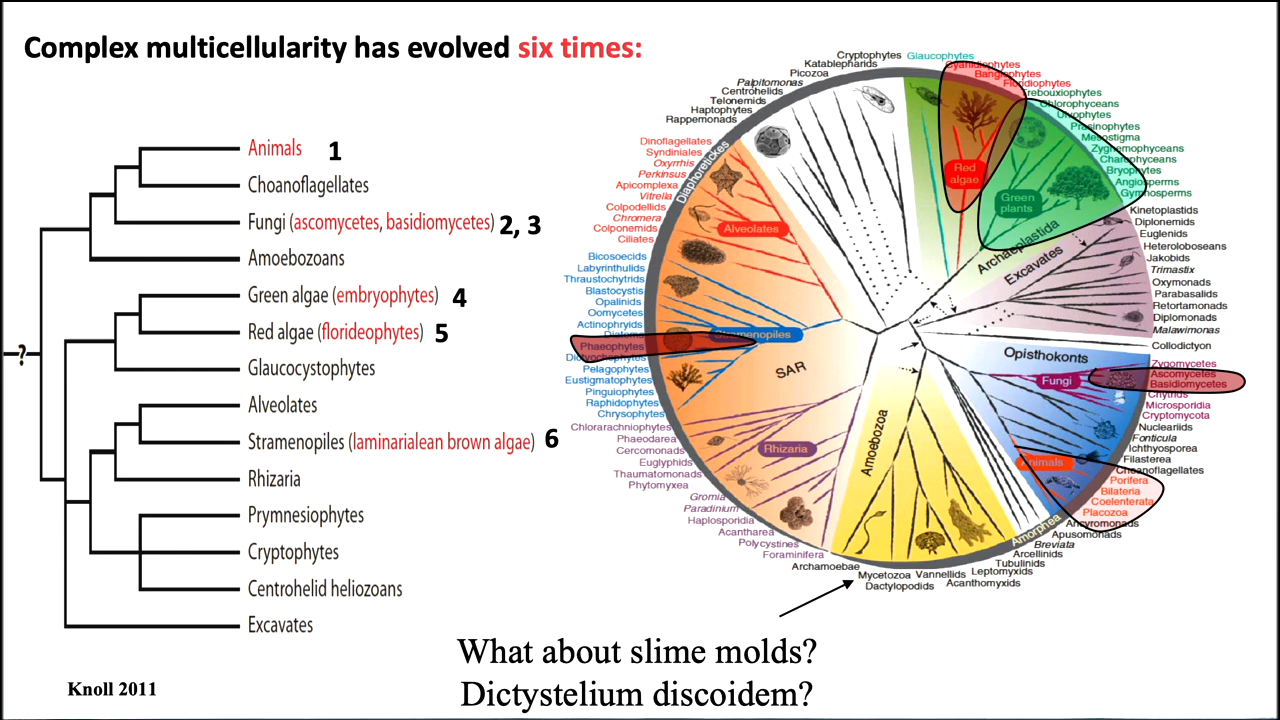 Complex multicellularity has evolved six times:
Animals 1
Choanoflagellates
Fungi (ascomycetes, basidiomycetes) 2, 3
Amoebozoans
Green algae (embryophytes) 4
Red algae (florideophytes) 5
Glaucocystophytes
Alveolates
Stramenopiles (laminarialean brown algae) 6
Rhizaria
Prymnesiophytes
Cryptophytes
Centrohelid heliozoans
Excavates
?
Knoll 2011
Cryptophytes
Katablepharids
Picozoa
Palpitomonas
Centrohelids
Telonemids
Haptophytes
Rappemonads
Dinoflagellates
Syndiniales
Oxyrrhis
Perkinsus
Apicomplexa
Vitrella
Colpodellids
Chromera
Colponemids
Ciliates
Bicosoecids
Labyrinthulids
Thraustochytrids
Blastocystis
Opalinids
Oomycetes
Actinophryids
Diatoms
Phaeophytes
Dictyochophytes
Pelagophytes
Eustigmatophytes
Pinguiophytes
Raphidophytes
Chrysophytes
Chlorarachniophytes
Phaeodarea
Cercomonads
Euglyphids
Thaumatomonads
Phytomyxea
Gromia
Paradinium
Haplosporidia
Acantharea
Polycystines
Foraminifera
Archamoebae
Mycetozoa
Dactylopodids
Vannellids
Acanthomyxids
Leptomyxids
Tubulinids
Arcellinids
Breviata
Apusomonads
Ancyromonads
Placozoa
Coelenterata
Bilateria
Porifera
Choanoflagellates
Filasterea
Ichthyosporea
Fonticula
Nucleariids
Cryptomycota
Microsporidia
Chytrids
Basidiomycetes
Ascomycetes
Zygomycetes
Collodictyon
Malawimonas
Diplomonads
Retortamonads
Parabasalids
Oxymonads
Trimastix
Jakobids
Heteroloboseans
Euglenids
Diplonemids
Kinetoplastids
Gymnosperms
Angiosperms
Bryophytes
Charophyceans
Zygnemophyceans
Mesostigma
Prasinophytes
Ulvophytes
Chlorophyceans
Trebouxiophytes
Floridiophytes
Bangiophytes
Cyanidiophytes
Glaucophytes
Diaphoretickes
Alveolates
Stramenopiles
SAR
Rhizaria
Amoebozoa
Amorphea
Animals
Fungi
Opisthokonts
Excavates
Archaeplastida
Green
plants
Red
algae
What about slime molds?
Dictystelium discoidem?